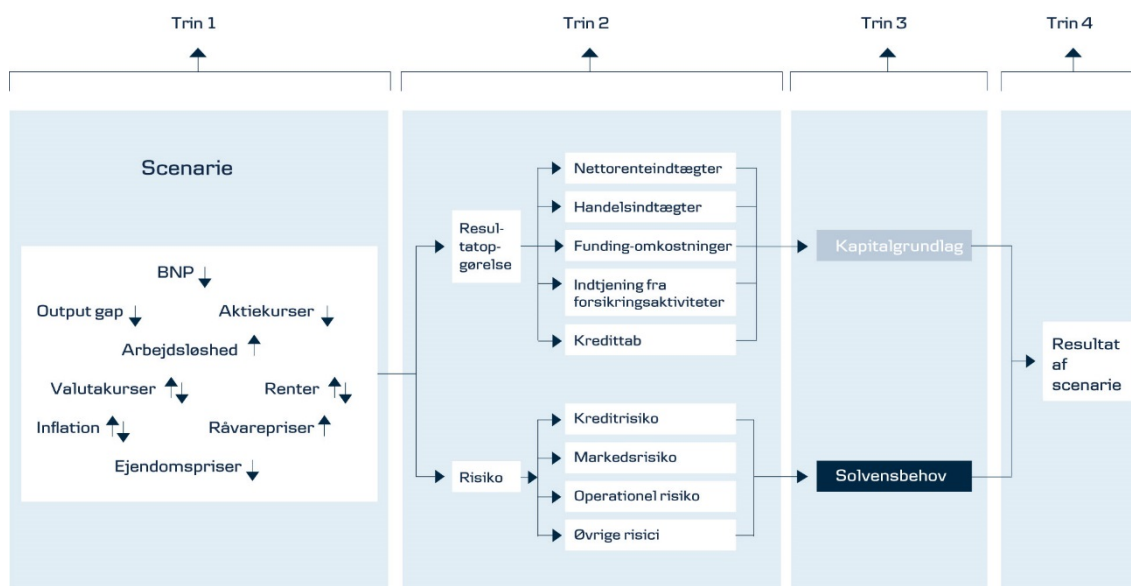 Trin 1
Trin 2
Trin 3
Trin 4
Scenarie
BNP
Output gap
Aktiekurser
Arbejdsløshed
Valutakurser
Renter
Inflation
Råvarepriser
Ejendomspriser
Resul-
tatop-
gørelse
Risiko
Nettorenteindtægter
Handelsindtægter
Funding-omkostninger
Indtjening fra
forsikringsaktiviteter
Kredittab
Kreditrisiko
Markedsrisiko
Operationel risiko
Øvrige risici
Kapitalgrundlag
Solvensbehov
Resultat
af
scenarie